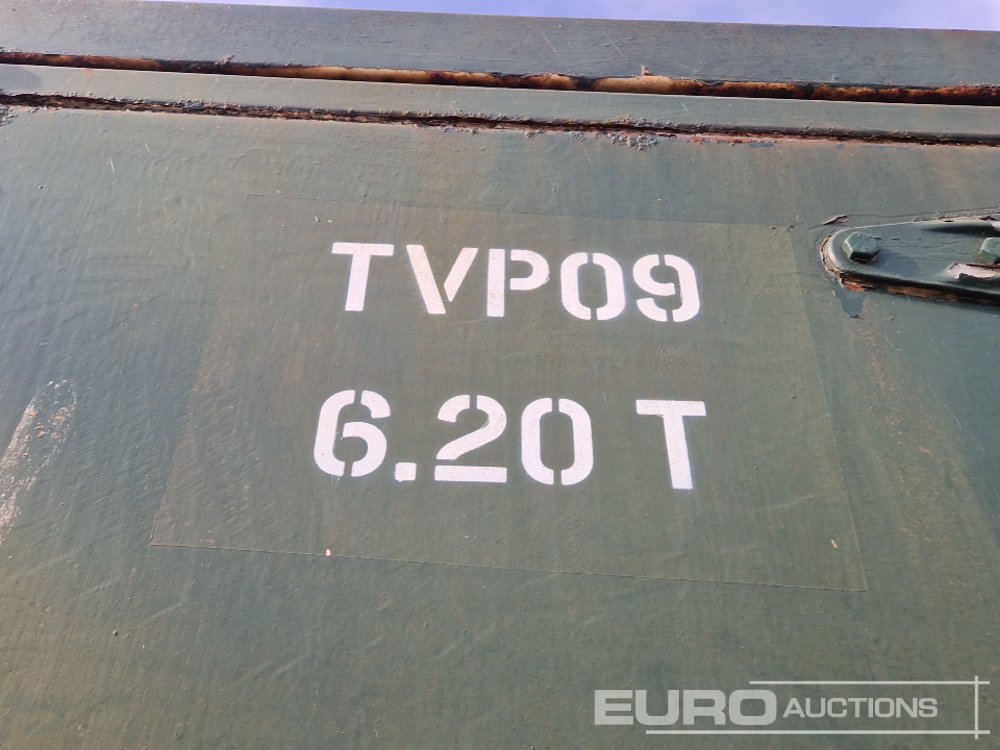 TVP09
6.20 T
EURO AUCTIONS